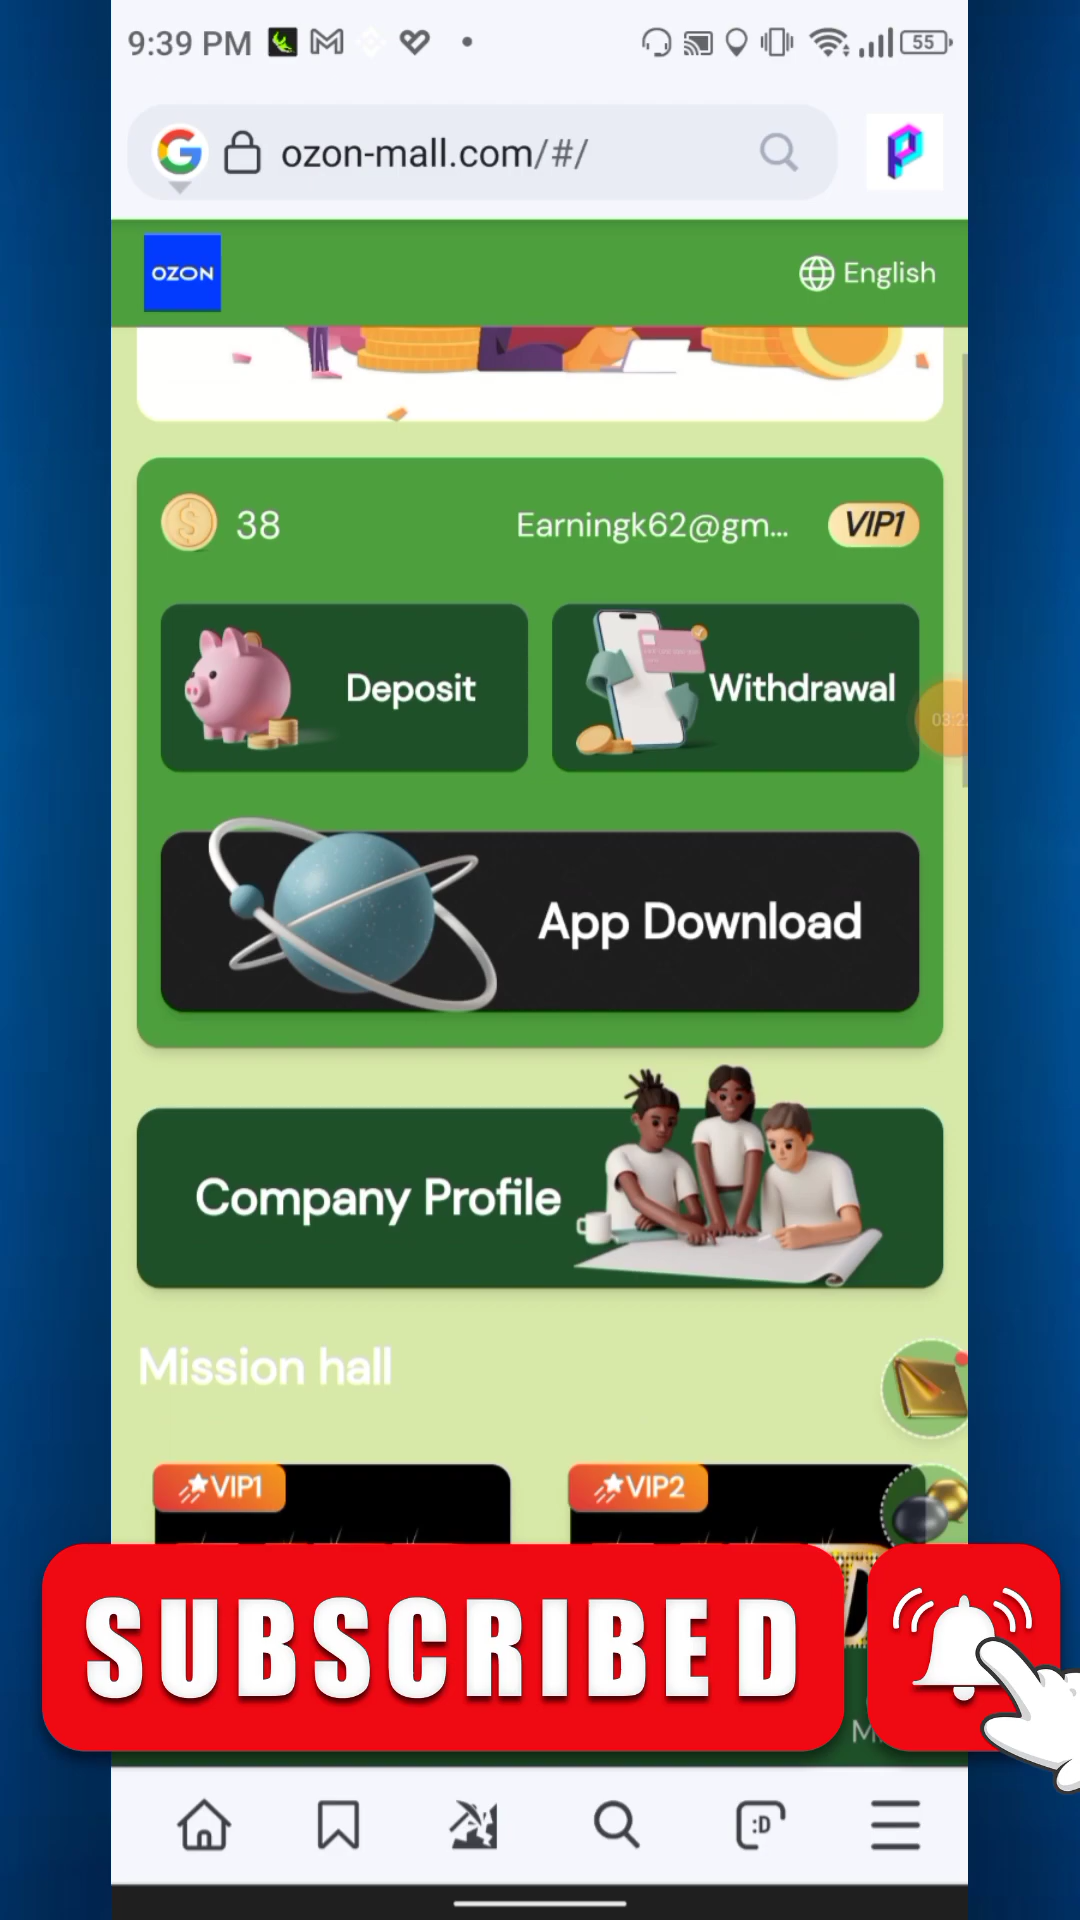 9:39 PM
55
ozon-mall.com/#/
OZON
English
38
Earningk62@gm...
VIP1
Deposit
Withdrawal
App Download
Company Profile
Mission hall
VIP1
VIP2
SUBSCRIBED
:D